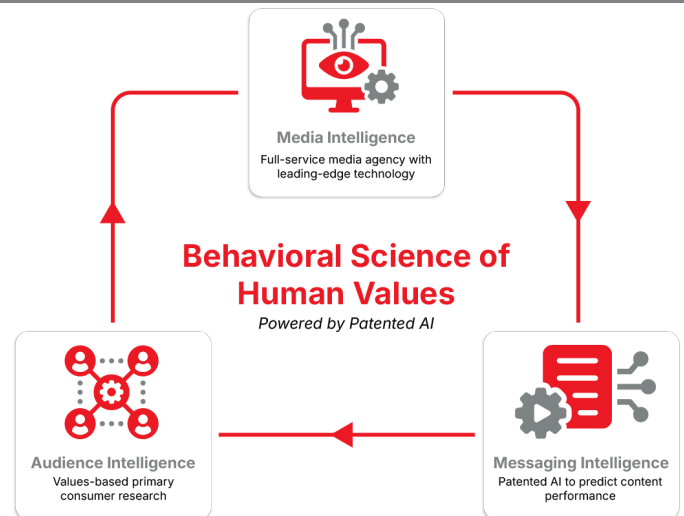 Media Intelligence
Full-service media agency with
leading-edge technology
Behavioral Science of
Human Values
Powered by Patented AI
Audience Intelligence
Values-based primary
consumer research
Messaging Intelligence
Patented AI to predict content
performance